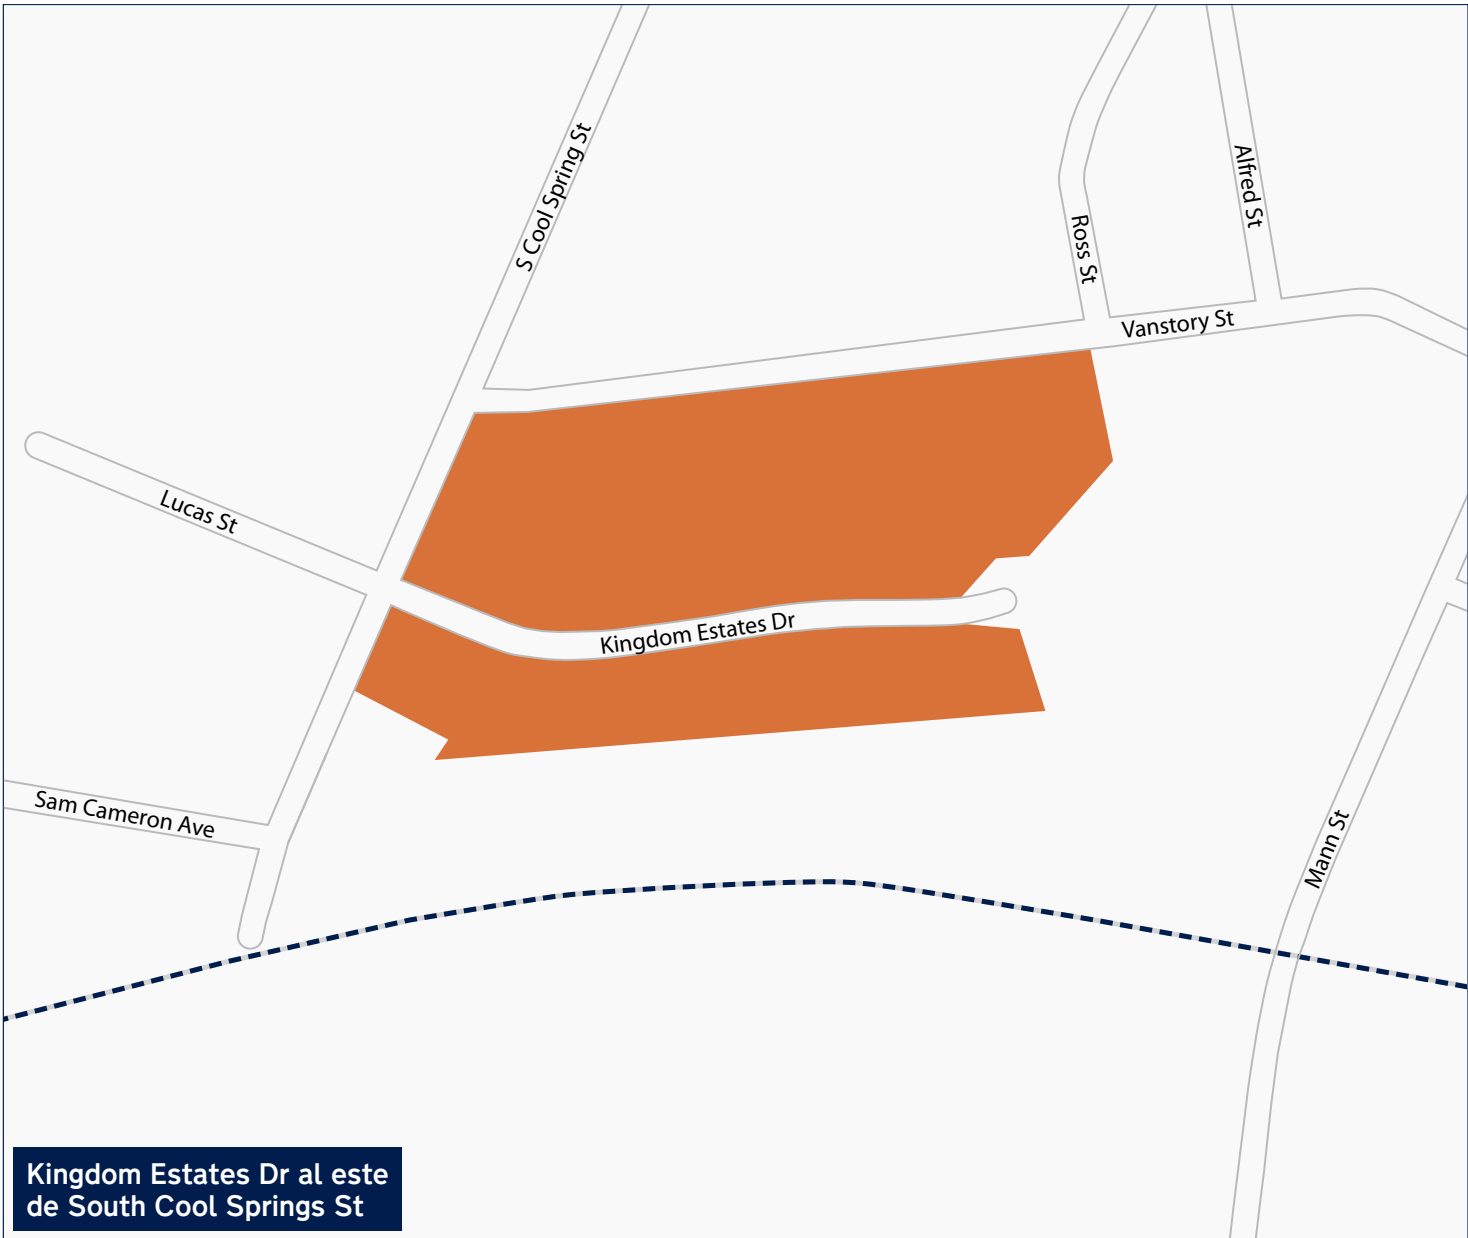 S Cool Spring St
Alfred St
Ross St
Vanstory St
Lucas St
Kingdom Estates Dr
Sam Cameron Ave
Mann St
Kingdom Estates Dr al este
de South Cool Springs St